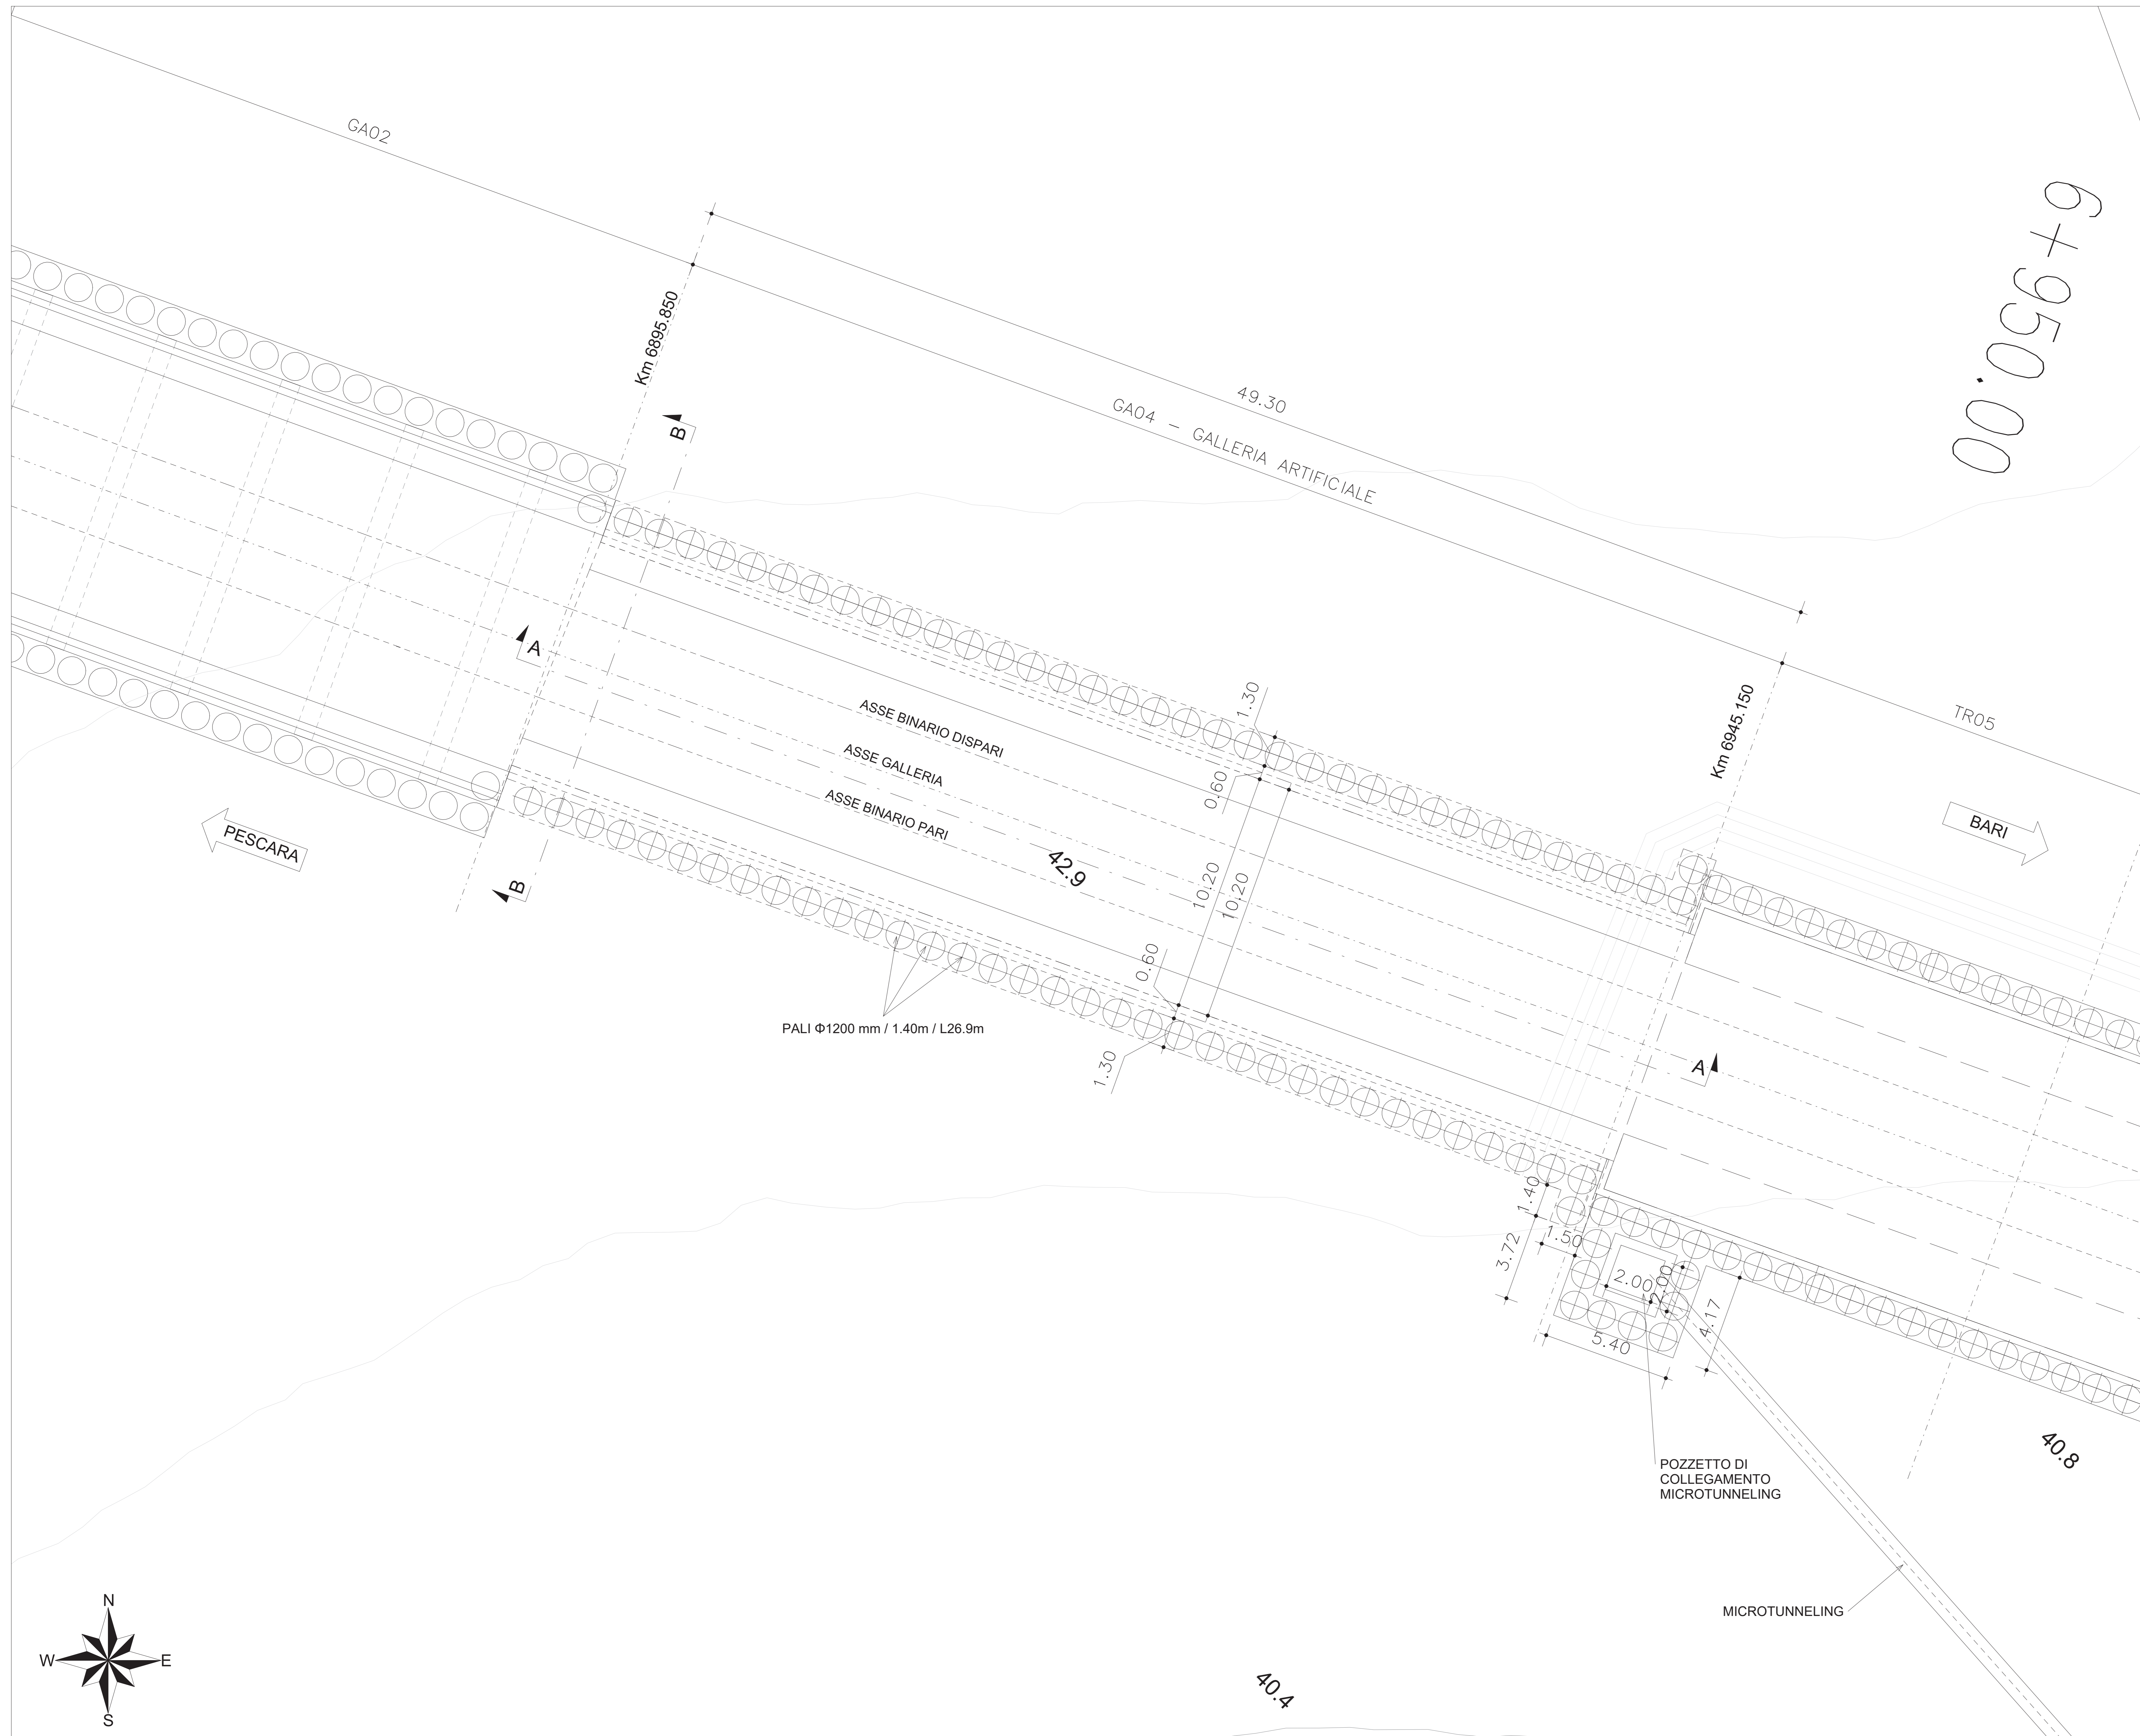 GA02
6+950.00
Km 6895.850
49.30
GA04 - GALLERIA ARTIFICIALE
B
A
1.30
Km 6945.150
TR05
ASSE BINARIO DISPARI
ASSE GALLERIA
ASSE BINARIO PARI
0.60
BARI
PESCARA
42.9
10.20
10.20
B
0.60
PALI Φ1200 mm / 1.40m / L26.9m
1.30
A
1.40
1.50
3.72
2.00
2.00
4.17
5.40
40.8
POZZETTO DI
COLLEGAMENTO
MICROTUNNELING
MICROTUNNELING
N
W
E
S
40.4